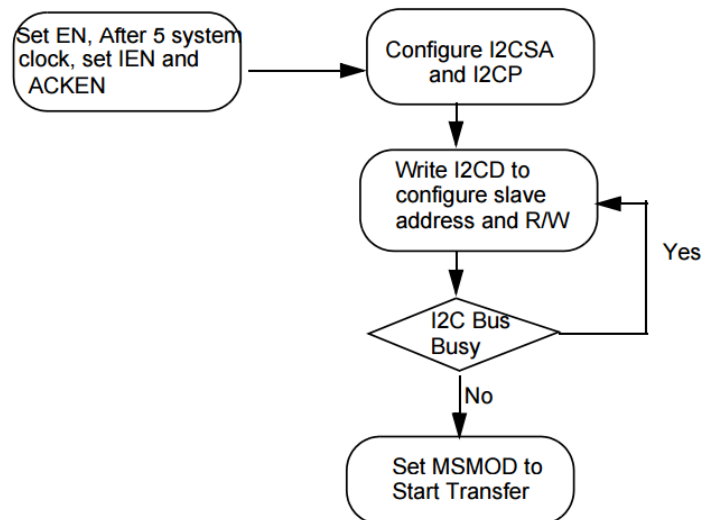 Set EN, After 5 system
clock, set IEN and
ACKEN
Configure I2CSA
and I2CP
Write I2CD to
configure slave
address and R/W
Yes
I2C Bus
Busy
No
Set MSMOD to
Start Transfer